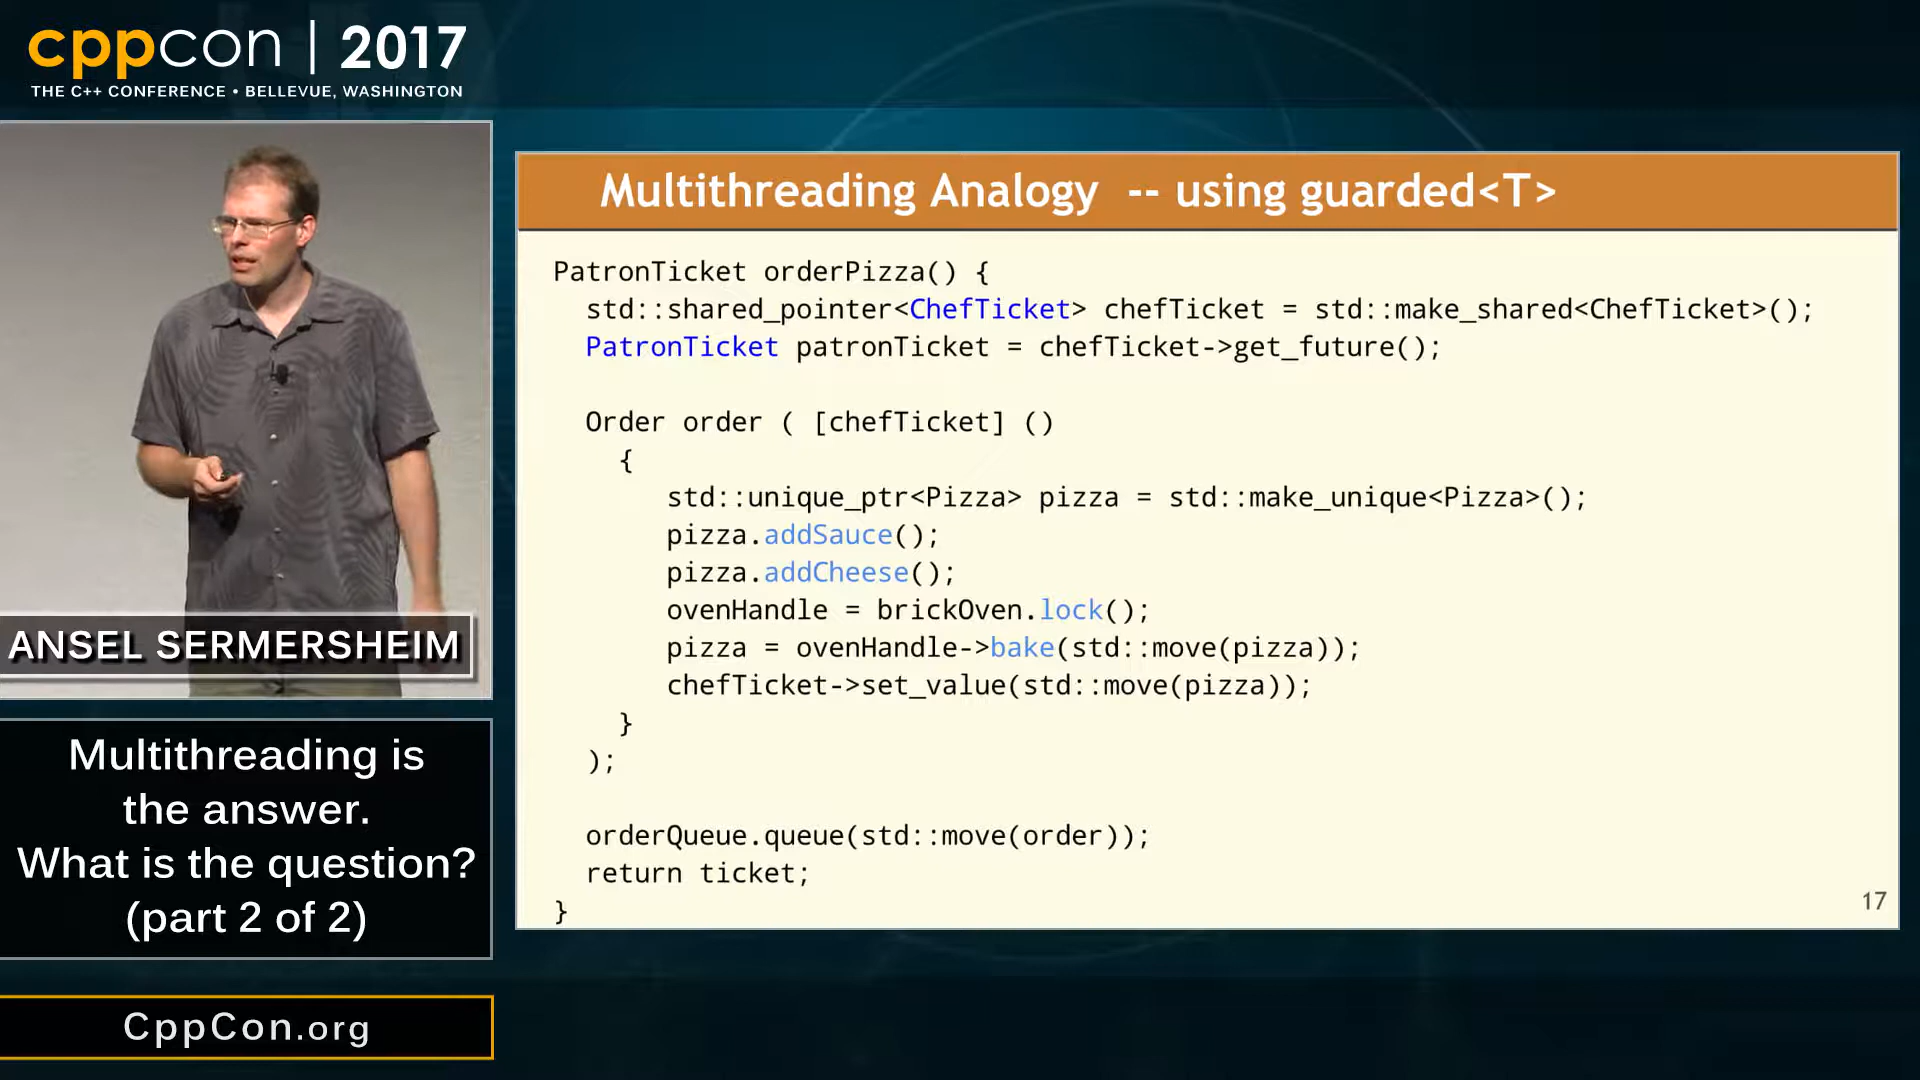 cppcon | 2017
THE C++ CONFERENCE • BELLEVUE, WASHINGTON
ANSEL SERMERSHEIM
Multithreading is
the answer.
What is the question?
(part 2 of 2)
CppCon.org
Multithreading Analogy -- using guarded<T>
PatronTicket orderPizza() {
std::shared_pointer<ChefTicket> chefTicket = std::make_shared<ChefTicket>();
PatronTicket patronTicket = chefTicket->get_future();
Order order ( [chefTicket] ()
{
std::unique_ptr<Pizza> pizza = std::make_unique<Pizza>();
pizza.addSauce();
pizza.addCheese();
ovenHandle = brickOven.lock();
pizza = ovenHandle->bake(std::move(pizza));
chefTicket->set_value(std::move(pizza));
}
);
orderQueue.queue(std::move(order));
return ticket;
}
17